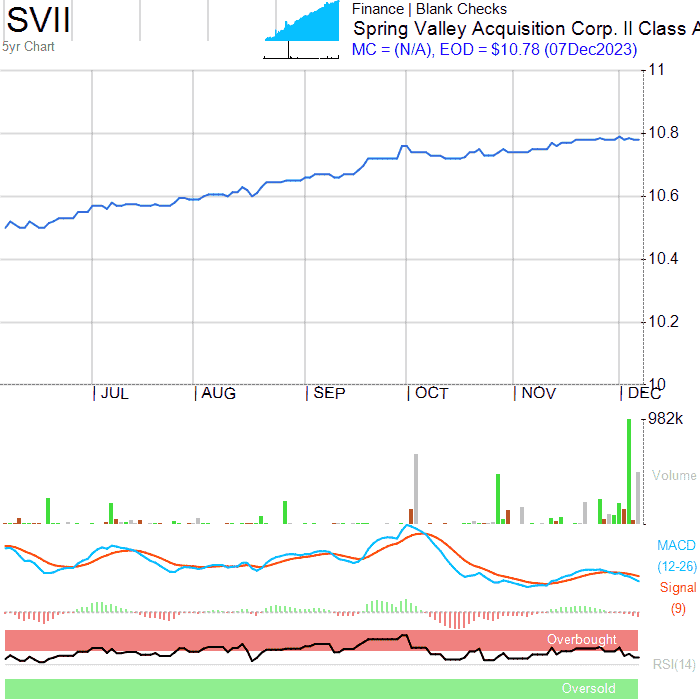 SVII
5yr Chart
Finance | Blank Checks
Spring Valley Acquisition Corp. II Class A
MC = (N/A), EOD = $10.78 (07Dec2023)
11
10.8
10.6
10.4
10.2
10
JUL AUG SEP OCT NOV DEC
982k
Volume
MACD
(12-26)
Signal
(9)
Overbought
RSI(14)
Oversold